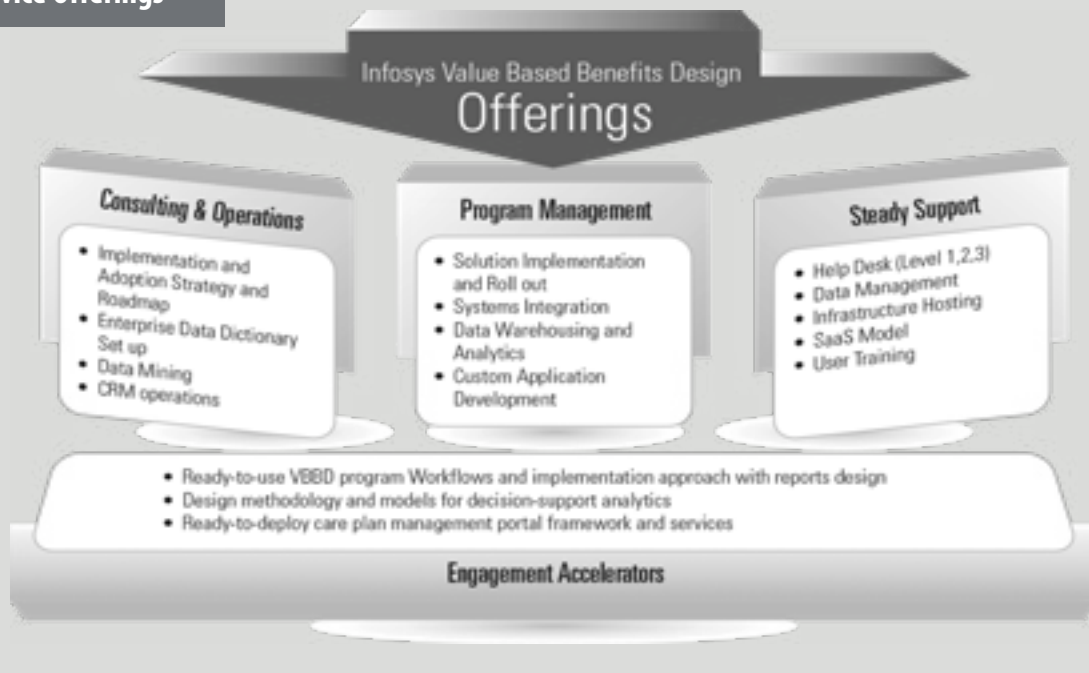 Offerings
Infosys Value Based Benefits Design
Offerings
Consulting & Operations
• Implementation and
Adoption Strategy and
Roadmap
• Enterprise Data Dictionary
Set up
• Data Mining
• CRM operations
Program Management
• Solution Implementation
and Roll out
• Systems Integration
• Data Warehousing and
Analytics
• Custom Application
Development
Steady Support
• Help Desk (Level 1,2,3)
• Data Management
• Infrastructure Hosting
• SaaS Model
• User Training
• Ready-to-use VBBD program Workflows and implementation approach with reports design
• Design methodology and models for decision-support analytics
• Ready-to-deploy care plan management portal framework and services
Engagement Accelerators